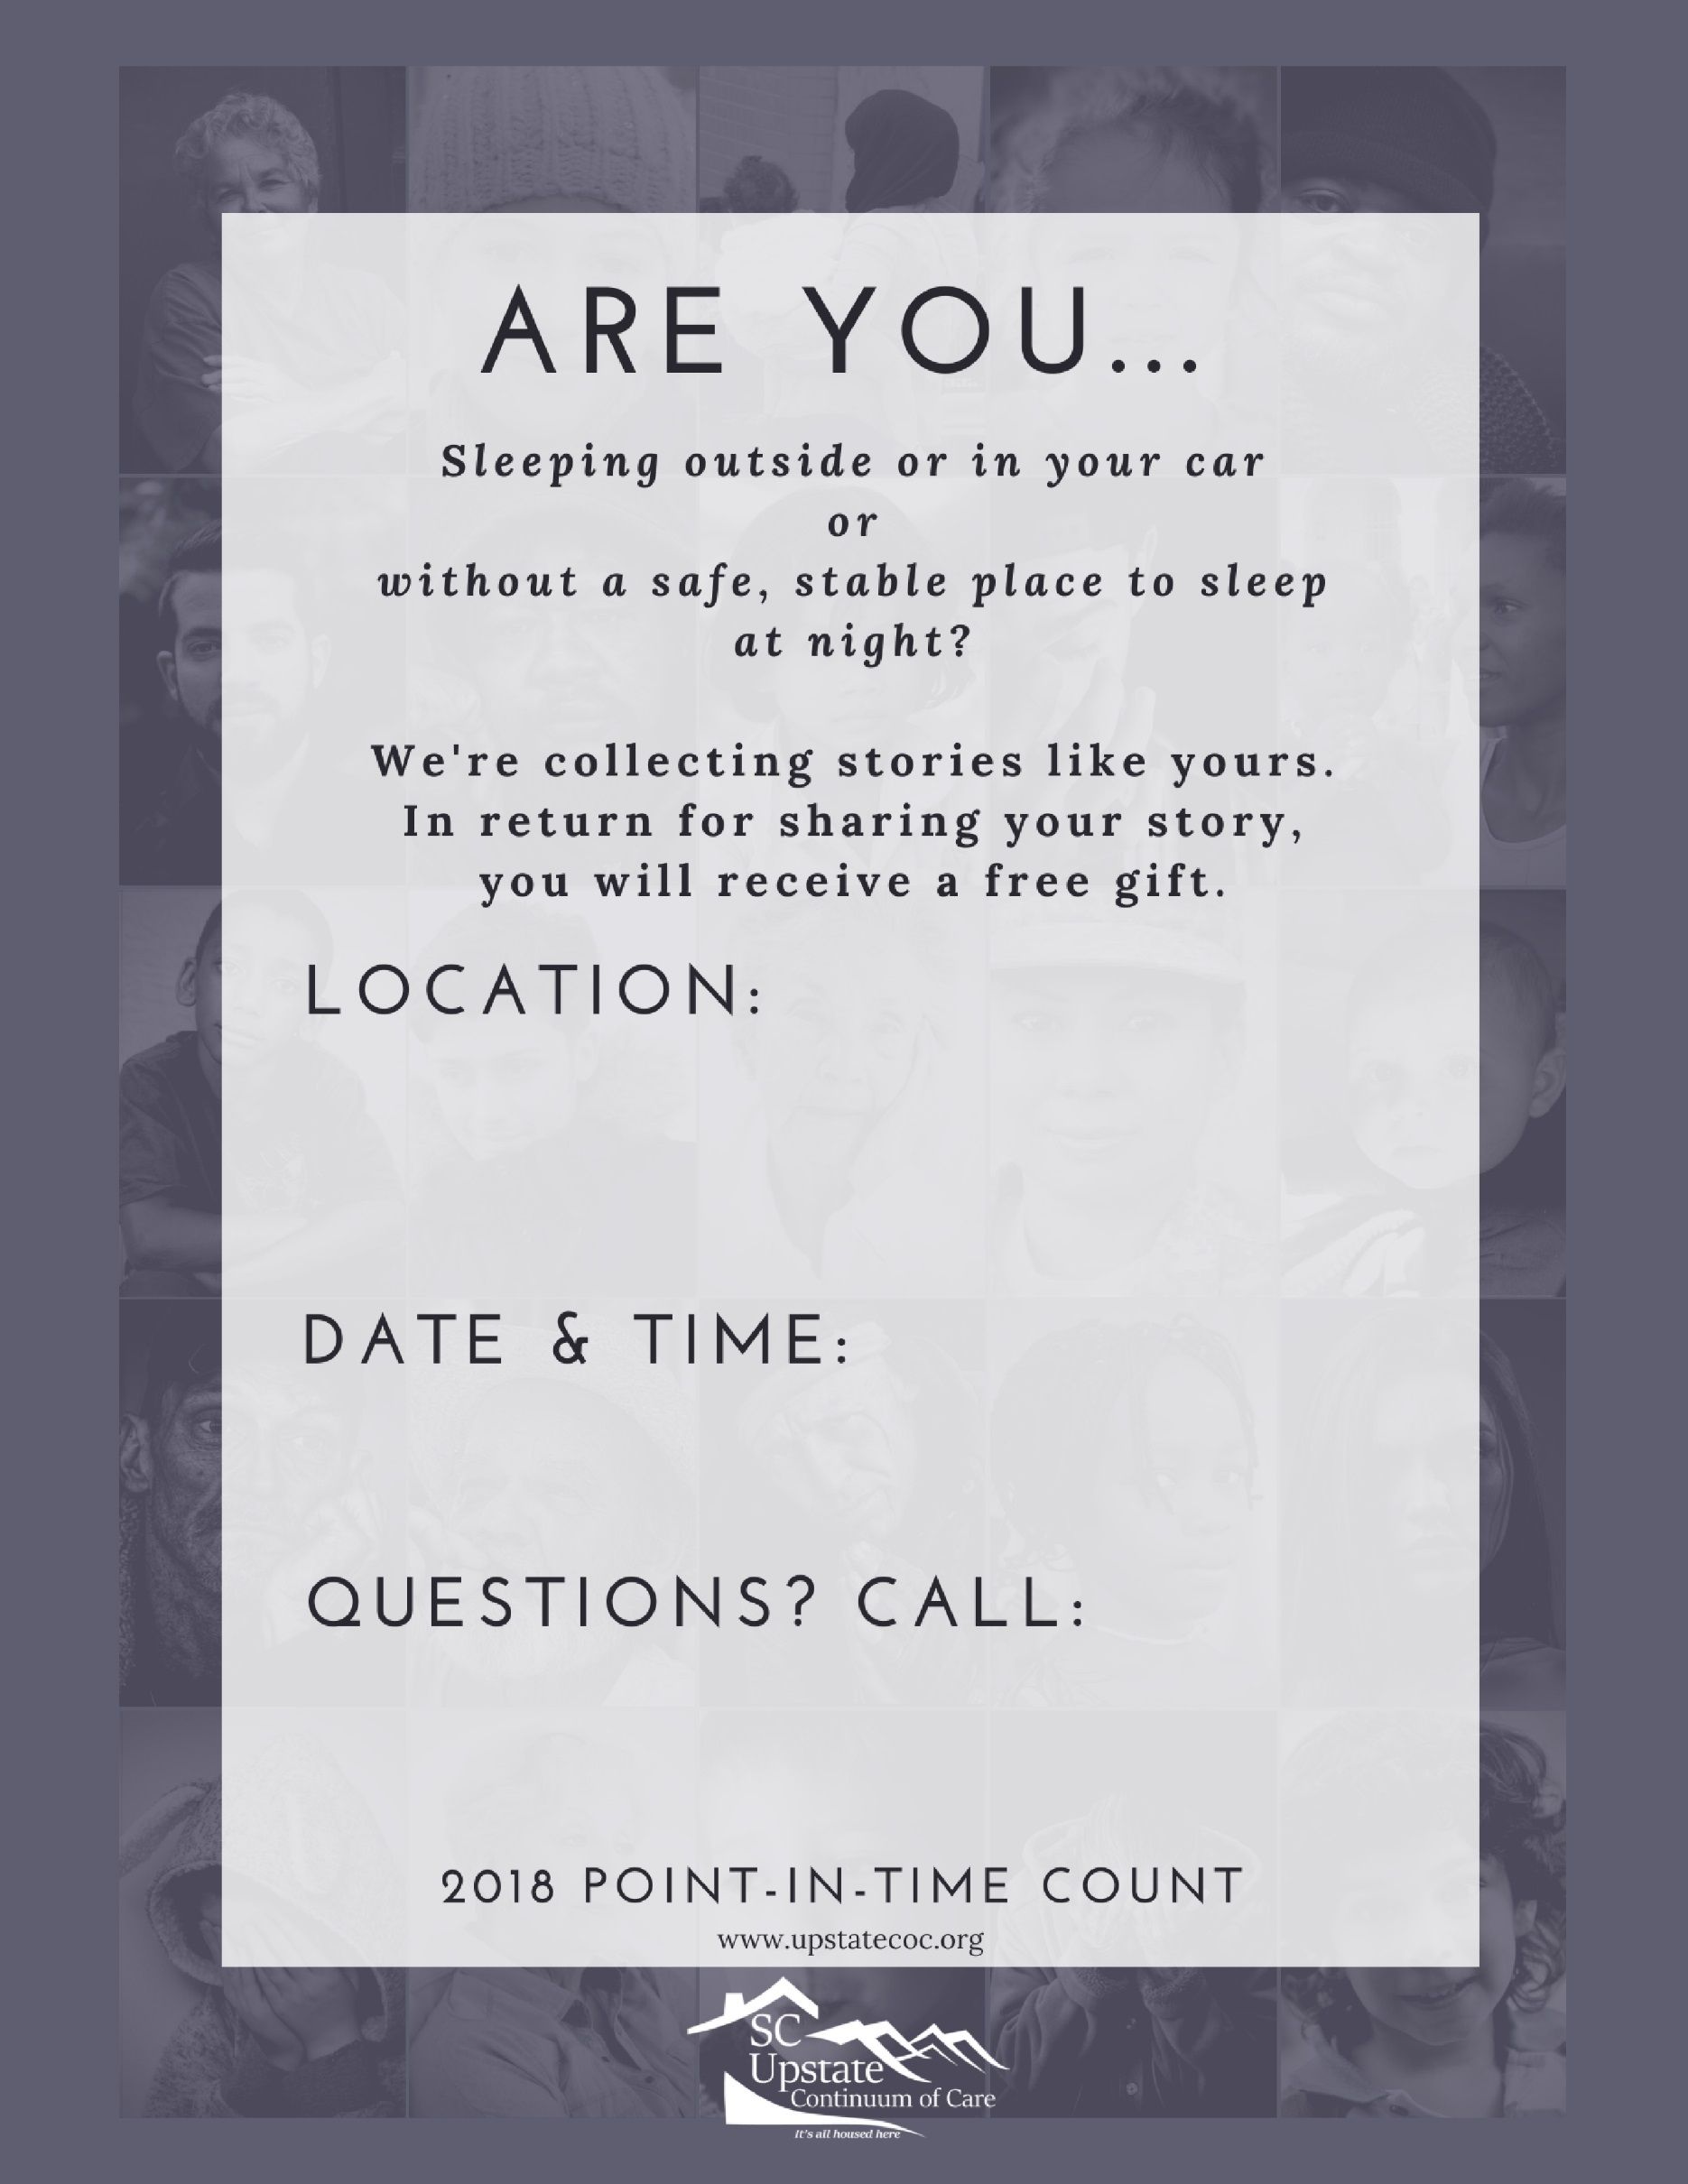 ARE YOU...
Sleeping outside or in your car
or
without a safe, stable place to sleep
at night?
We're collecting stories like yours.
In return for sharing your story,
you will receive a free gift.
LOCATION:
DATE & TIME:
QUESTIONS? CALL:
2018 POINT-IN-TIME COUNT
www.upstatecoc.org
SC
Upstate
Continuum of Care
It's all housed here